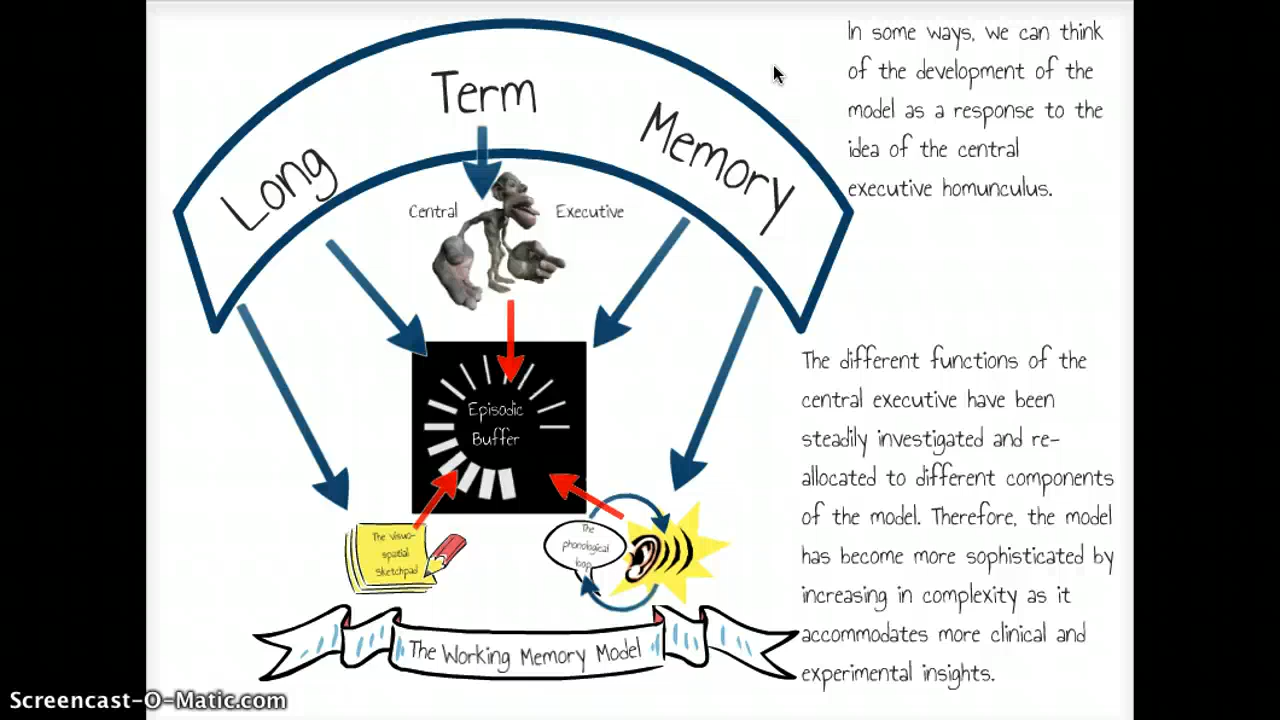 In some ways, we can think
of the development of the
model as a response to the
idea of the central
executive homunculus.
Long Term Memory
Central Executive
Episodic
Buffer
The different functions of the
central executive have been
steadily investigated and re-
allocated to different components
of the model. Therefore, the model
has become more sophisticated by
increasing in complexity as it
accommodates more clinical and
experimental insights.
The visuo-
spatial
sketchpad
The
phonological
loop
The Working Memory Model
Screencast-O-Matic.com